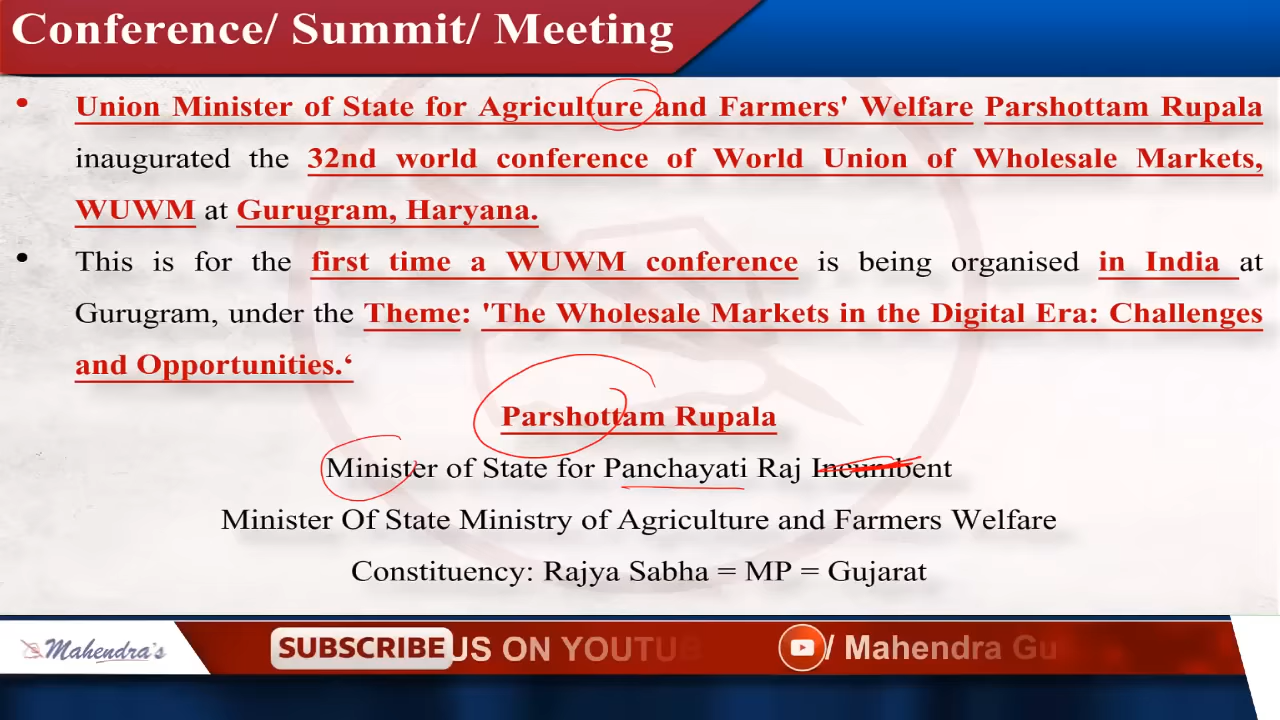 Conference/ Summit/ Meeting
• Union Minister of State for Agriculture and Farmers' Welfare Parshottam Rupala
inaugurated the 32nd world conference of World Union of Wholesale Markets,
WUWM at Gurugram, Haryana.
• This is for the first time a WUWM conference is being organised in India at
Gurugram, under the Theme: 'The Wholesale Markets in the Digital Era: Challenges
and Opportunities.‘
Parshottam Rupala
Minister of State for Panchayati Raj Incumbent
Minister Of State Ministry of Agriculture and Farmers Welfare
Constituency: Rajya Sabha = MP = Gujarat
Mahendra's SUBSCRIBE US ON YOUTUB / Mahendra Gu